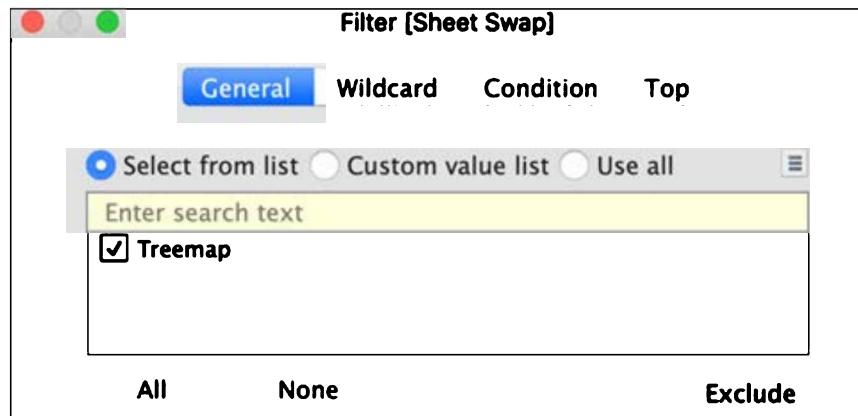 Filter [Sheet Swap]
General Wildcard Condition Top
Select from list Custom value list Use all
Enter search text
Treemap
All None Exclude